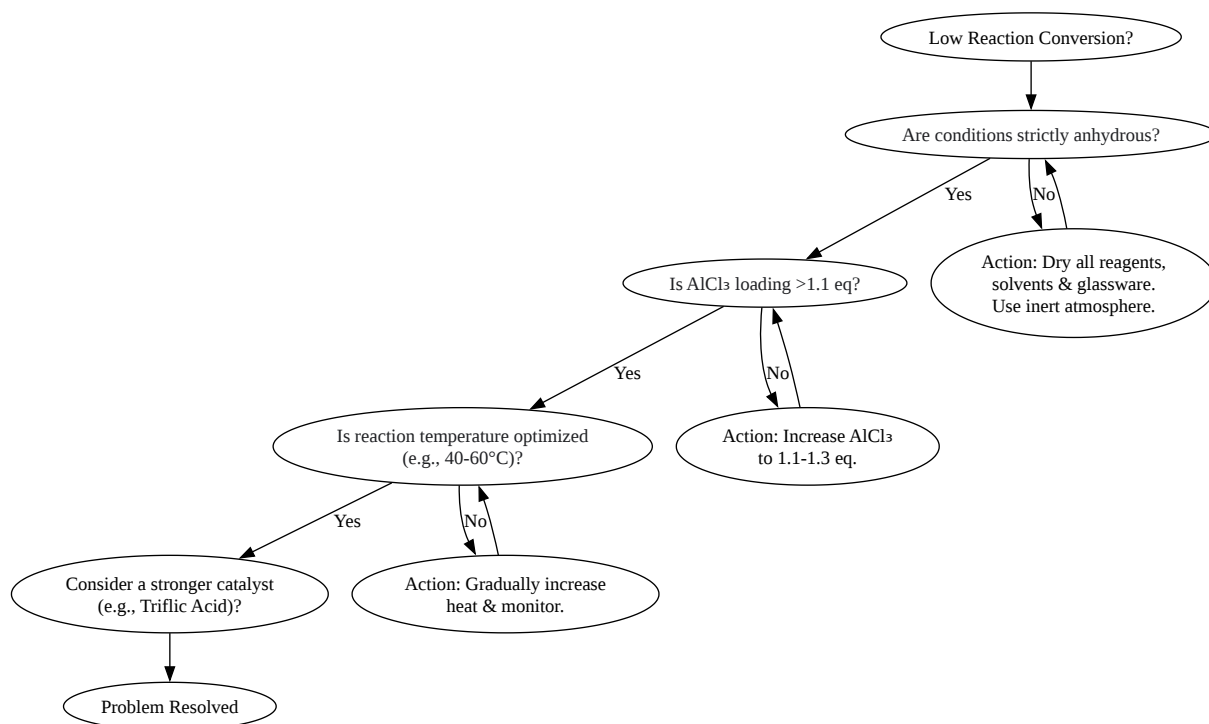 Low Reaction Conversion?
Are conditions strictly anhydrous?
Yes
No
Action: Dry all reagents,
solvents & glassware.
Use inert atmosphere.
Is AlCl₃ loading >1.1 eq?
Yes
No
Action: Increase AlCl₃
to 1.1-1.3 eq.
Is reaction temperature optimized
(e.g., 40-60°C)?
Yes
No
Action: Gradually increase
heat & monitor.
Consider a stronger catalyst
(e.g., Triflic Acid)?
Problem Resolved